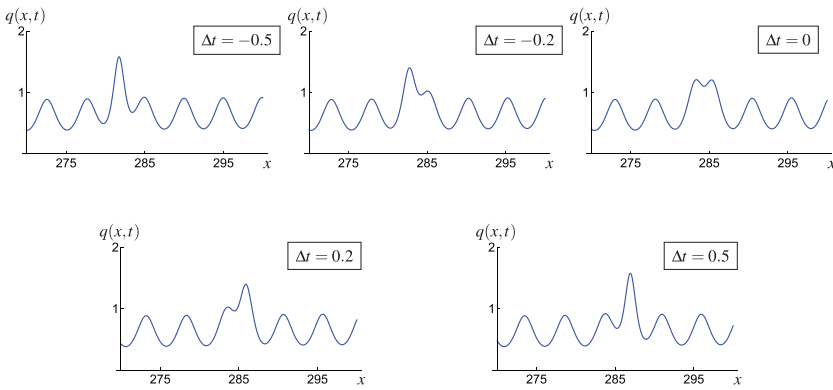 q(x,t)
2
1
275
285
295
x
Δt = −0.5
q(x,t)
2
1
275
285
295
x
Δt = −0.2
q(x,t)
2
1
275
285
295
x
Δt = 0
q(x,t)
2
1
275
285
295
x
Δt = 0.2
q(x,t)
2
1
275
285
295
x
Δt = 0.5